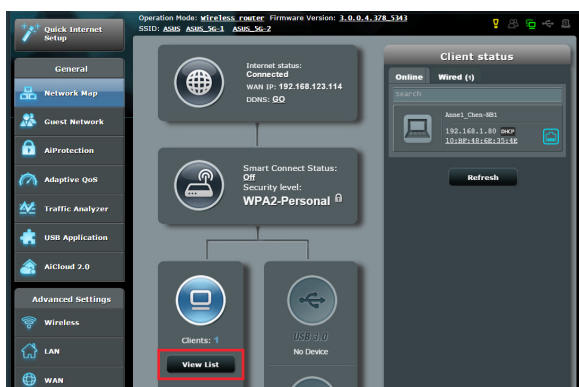 Quick Internet
Setup
Operation Mode: Wireless router Firmware Version: 3.0.0.4.378_5343
SSID: ASUS ASUS_5G-1 ASUS_5G-2
General
Network Map
Guest Network
AiProtection
Adaptive QoS
Traffic Analyzer
USB Application
AiCloud 2.0
Advanced Settings
Wireless
LAN
WAN
Internet status:
Connected
WAN IP: 192.168.123.114
DDNS: GO
Smart Connect Status:
Off
Security level:
WPA2-Personal
Clients: 1
View List
USB 3.0
No Device
Client status
Online Wired (1)
Search
Annel_Chen-NB1
192.168.1.80 DHCP
10:BF:48:6E:35:4E
Refresh